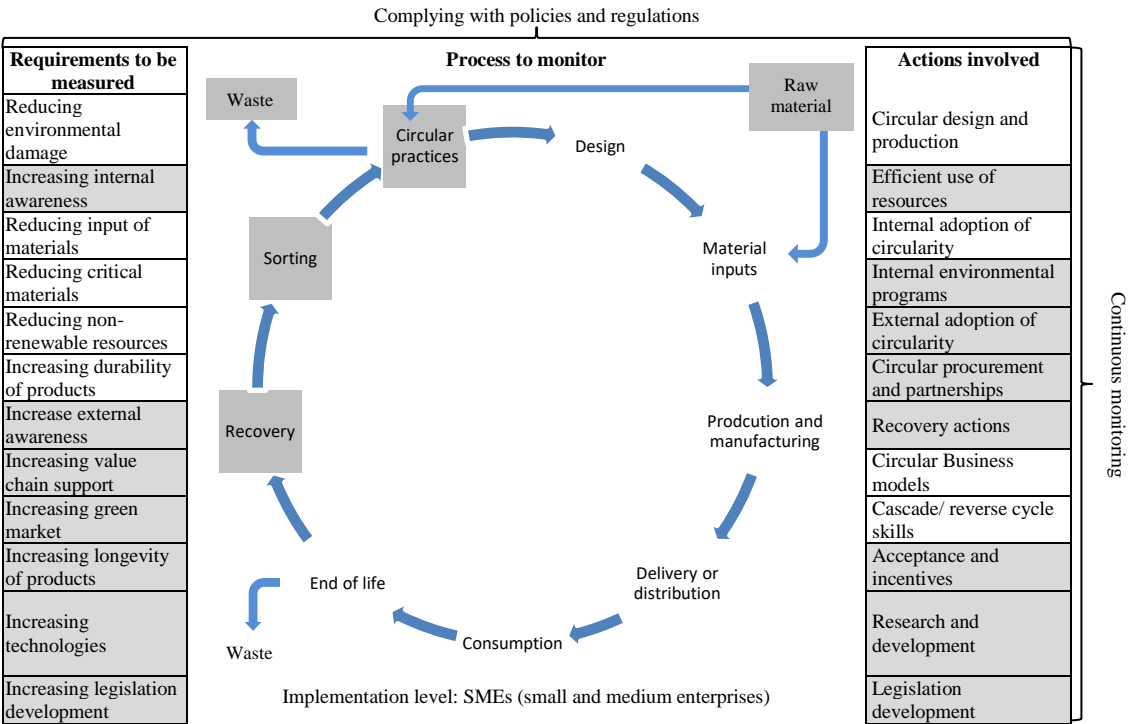 Complying with policies and regulations
Requirements to be
measured
Reducing
environmental
damage
Increasing internal
awareness
Reducing input of
materials
Reducing critical
materials
Reducing non-
renewable resources
Increasing durability
of products
Increase external
awareness
Increasing value
chain support
Increasing green
market
Increasing longevity
of products
Increasing
technologies
Increasing legislation
development
Process to monitor
Waste
Circular
practices
Design
Raw
material
Material
inputs
Prodcution and
manufacturing
Delivery or
distribution
Consumption
End of life
Waste
Recovery
Sorting
Implementation level: SMEs (small and medium enterprises)
Actions involved
Circular design and
production
Efficient use of
resources
Internal adoption of
circularity
Internal environmental
programs
External adoption of
circularity
Circular procurement
and partnerships
Recovery actions
Circular Business
models
Cascade/ reverse cycle
skills
Acceptance and
incentives
Research and
development
Legislation
development
Continuous monitoring